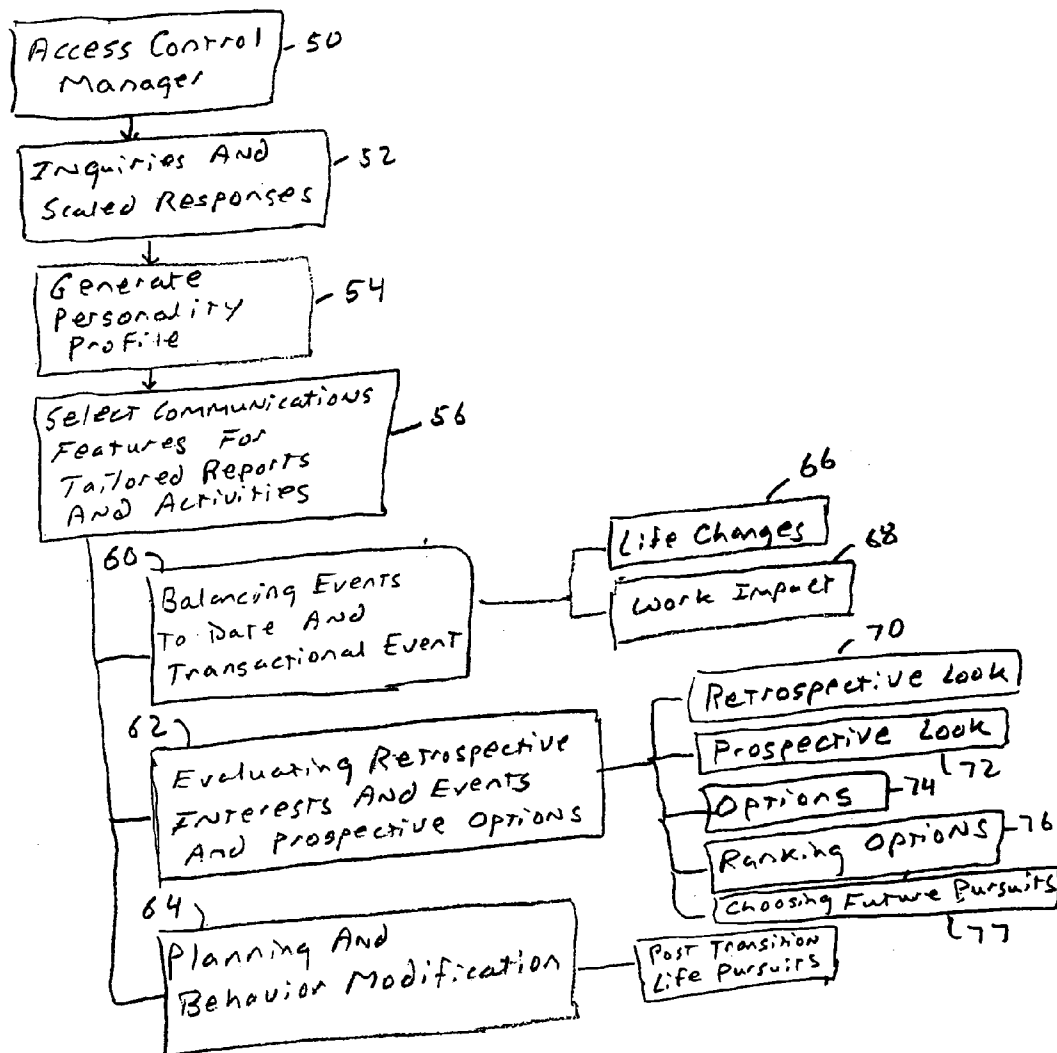 Access Control
Manager
50
Inquiries And
Scaled Responses
52
Generate
Personality
Profile
54
Select Communications
Features For
Tailored Reports
And Activities
56
60
Balancing Events
To Date And
Transactional Event
66
Life Changes
68
Work Impact
62
Evaluating Retrospective
Interests And Events
And Prospective Options
70
Retrospective Look
Prospective Look
72
Options
74
Ranking Options
76
Choosing Future Pursuits
77
64
Planning And
Behavior Modification
Post Transition
Life Pursuits